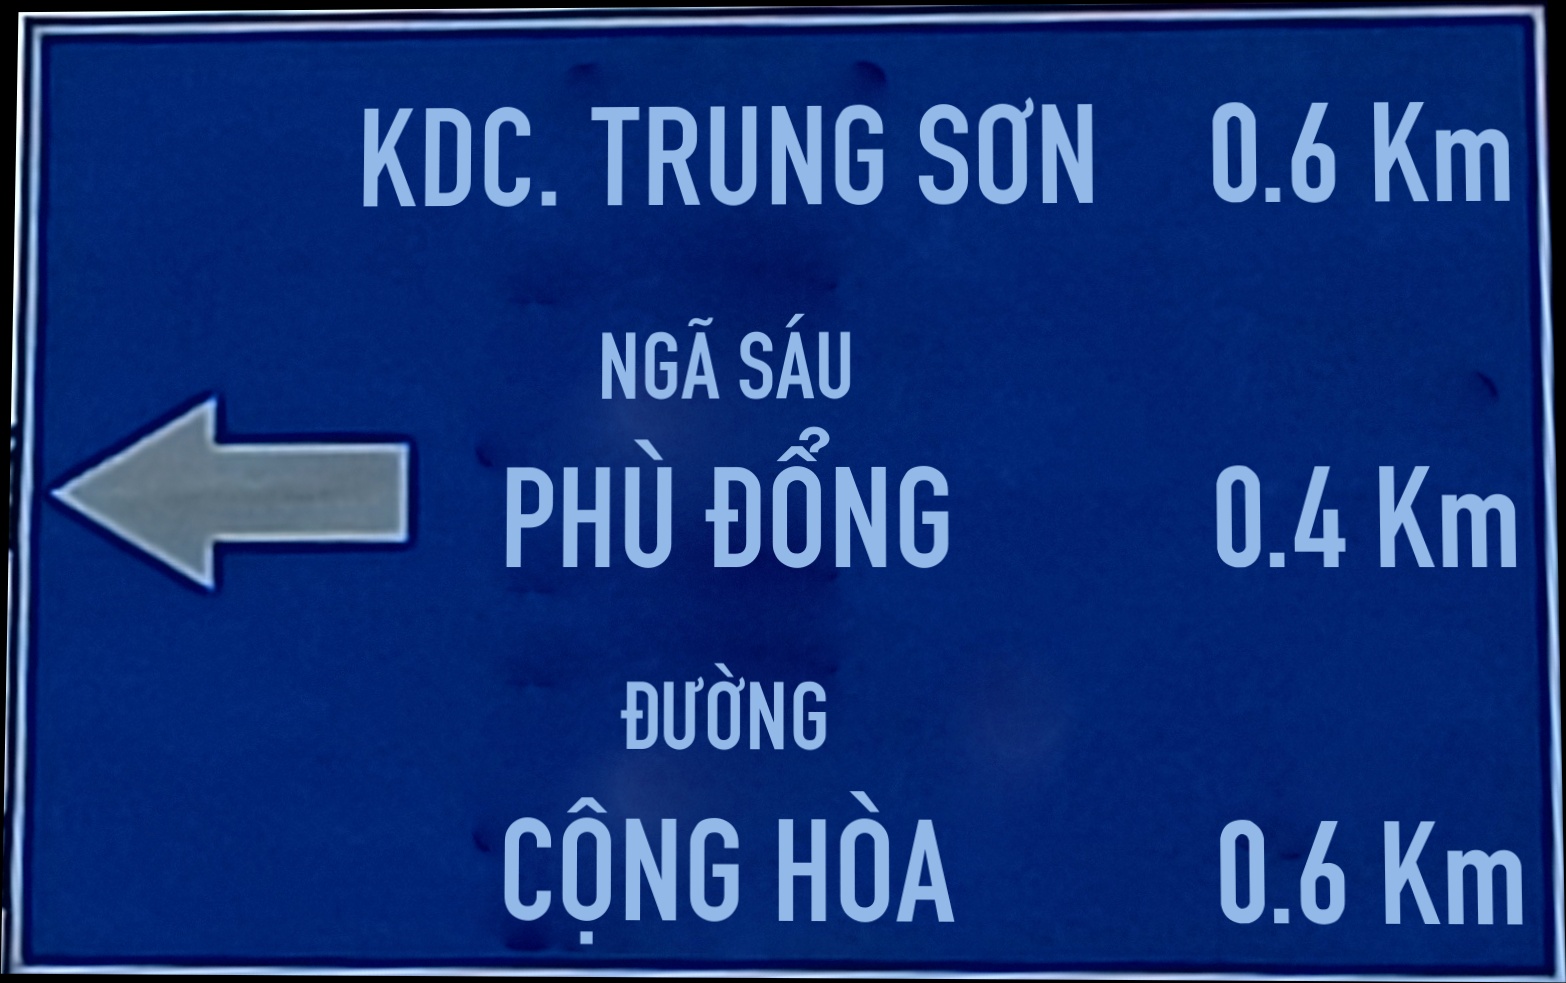 KDC. TRUNG SƠN 0.6 Km
NGÃ SÁU
PHÙ ĐỔNG 0.4 Km
ĐƯỜNG
CỘNG HÒA 0.6 Km